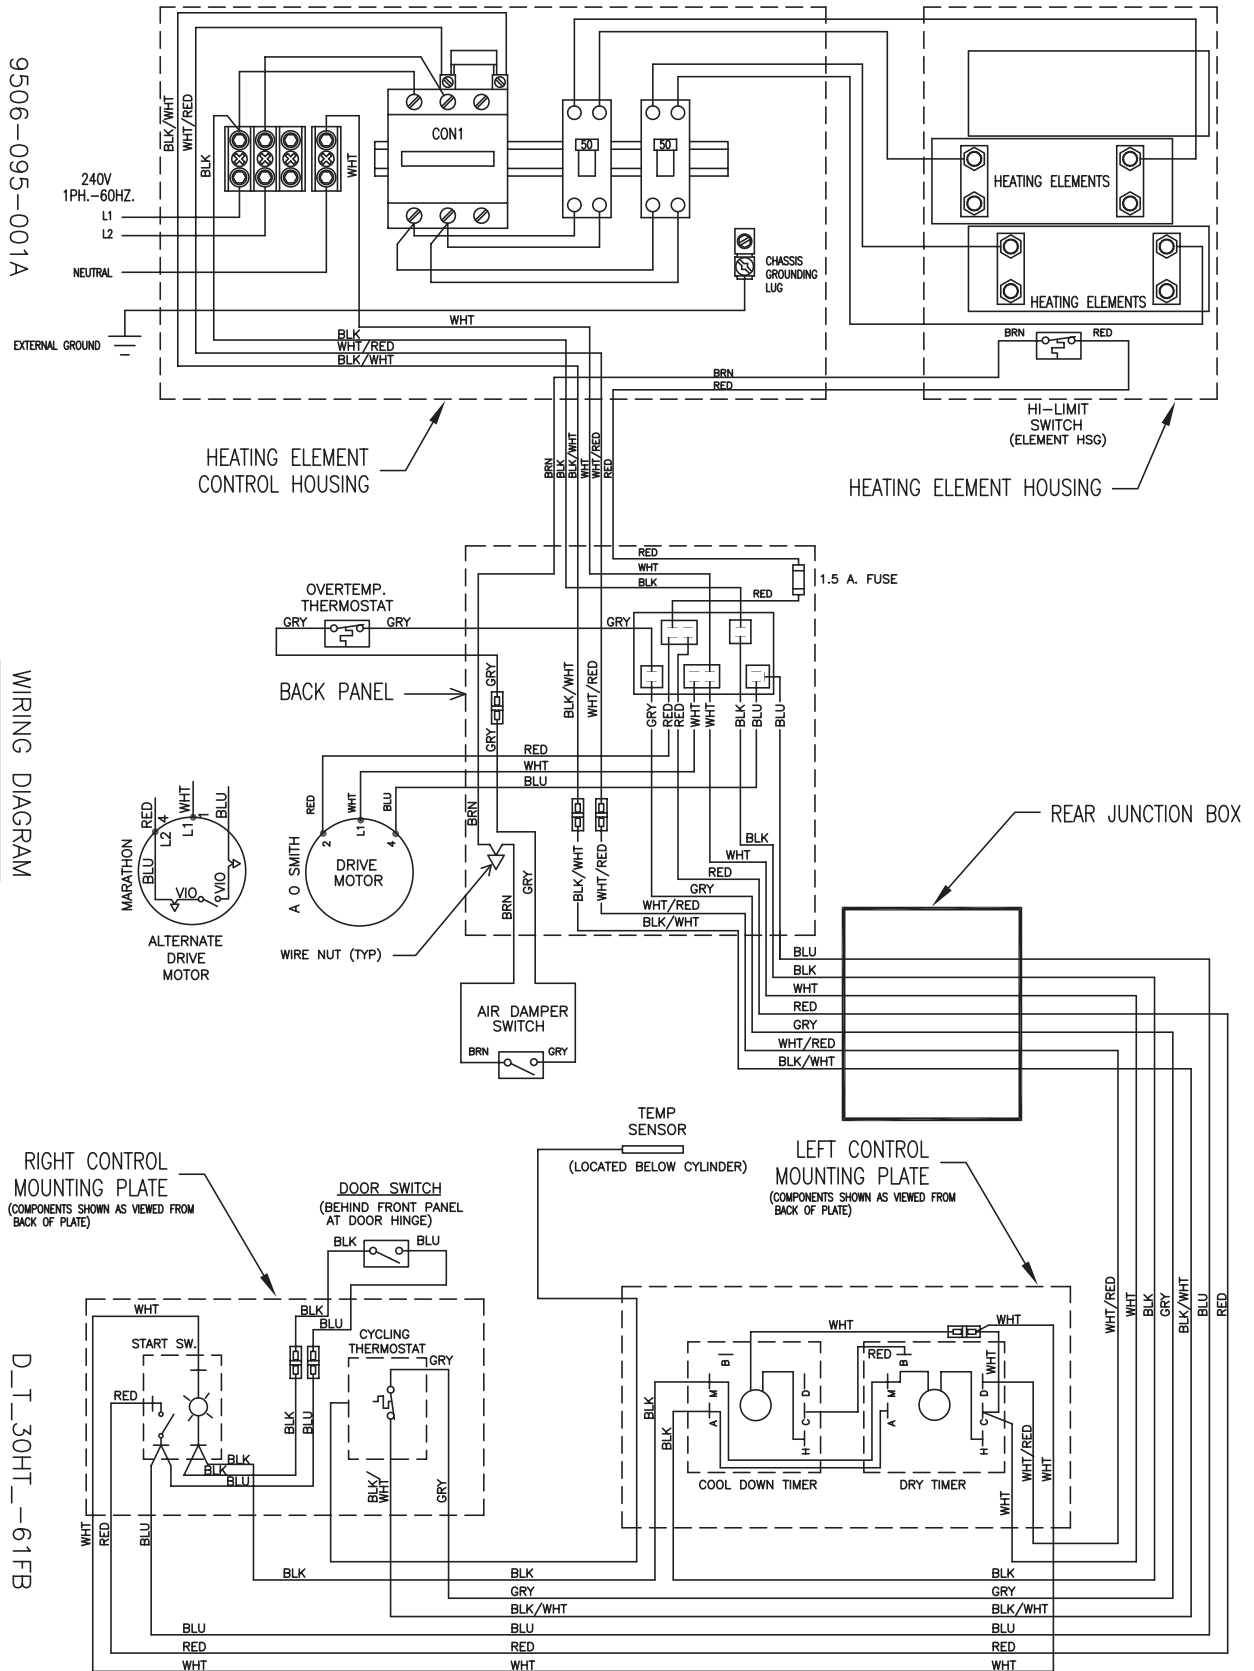 9506-095-001A
WIRING DIAGRAM
D_T_30HT_-61FB
BLK/WHT
WHT/RED
BLK
WHT
240V
1PH.-60HZ.
L1
L2
NEUTRAL
EXTERNAL GROUND
CON1
50
50
CHASSIS
GROUNDING
LUG
HEATING ELEMENTS
HEATING ELEMENTS
WHT
BLK
WHT/RED
BLK/WHT
BRN
RED
BRN
RED
HI-LIMIT
SWITCH
(ELEMENT HSG)
HEATING ELEMENT
CONTROL HOUSING
HEATING ELEMENT HOUSING
BRN
BLK
BLK/WHT
WHT
WHT/RED
RED
RED
WHT
BLK
RED
1.5 A. FUSE
OVERTEMP.
THERMOSTAT
GRY
GRY
GRY
BACK PANEL
GRY
GRY
BLK/WHT
WHT/RED
GRY
RED
RED
WHT
WHT
BLK
BLU
BLU
RED
WHT
BLU
BRN
MARATHON
RED
BLU
L2 4
WHT
L1 1
BLU
VIO
VIO
ALTERNATE
DRIVE
MOTOR
A O SMITH
RED
WHT
BLU
2
L1
4
DRIVE
MOTOR
WIRE NUT (TYP)
BRN
GRY
BLK/WHT
WHT/RED
BLK
WHT
RED
GRY
WHT/RED
BLK/WHT
REAR JUNCTION BOX
AIR DAMPER
SWITCH
BRN
GRY
BLU
BLK
WHT
RED
GRY
WHT/RED
BLK/WHT
TEMP
SENSOR
(LOCATED BELOW CYLINDER)
RIGHT CONTROL
MOUNTING PLATE
(COMPONENTS SHOWN AS VIEWED FROM
BACK OF PLATE)
DOOR SWITCH
(BEHIND FRONT PANEL
AT DOOR HINGE)
BLK
BLU
LEFT CONTROL
MOUNTING PLATE
(COMPONENTS SHOWN AS VIEWED FROM
BACK OF PLATE)
WHT/RED
WHT
BLK
GRY
BLK/WHT
BLU
RED
WHT
START SW.
RED
BLK
BLU
BLK
BLU
BLK
BLK
BLU
CYCLING
THERMOSTAT
GRY
BLK/
WHT
GRY
WHT
RED
BLU
BLK
BLK
WHT
WHT
WHT
RED
B
M
A
D
C
H
B
M
A
D
C
H
COOL DOWN TIMER
DRY TIMER
WHT/RED
WHT
WHT
BLK
BLK
BLK
GRY
GRY
BLK/WHT
BLK/WHT
BLU
BLU
BLU
RED
RED
RED
WHT
WHT
WHT